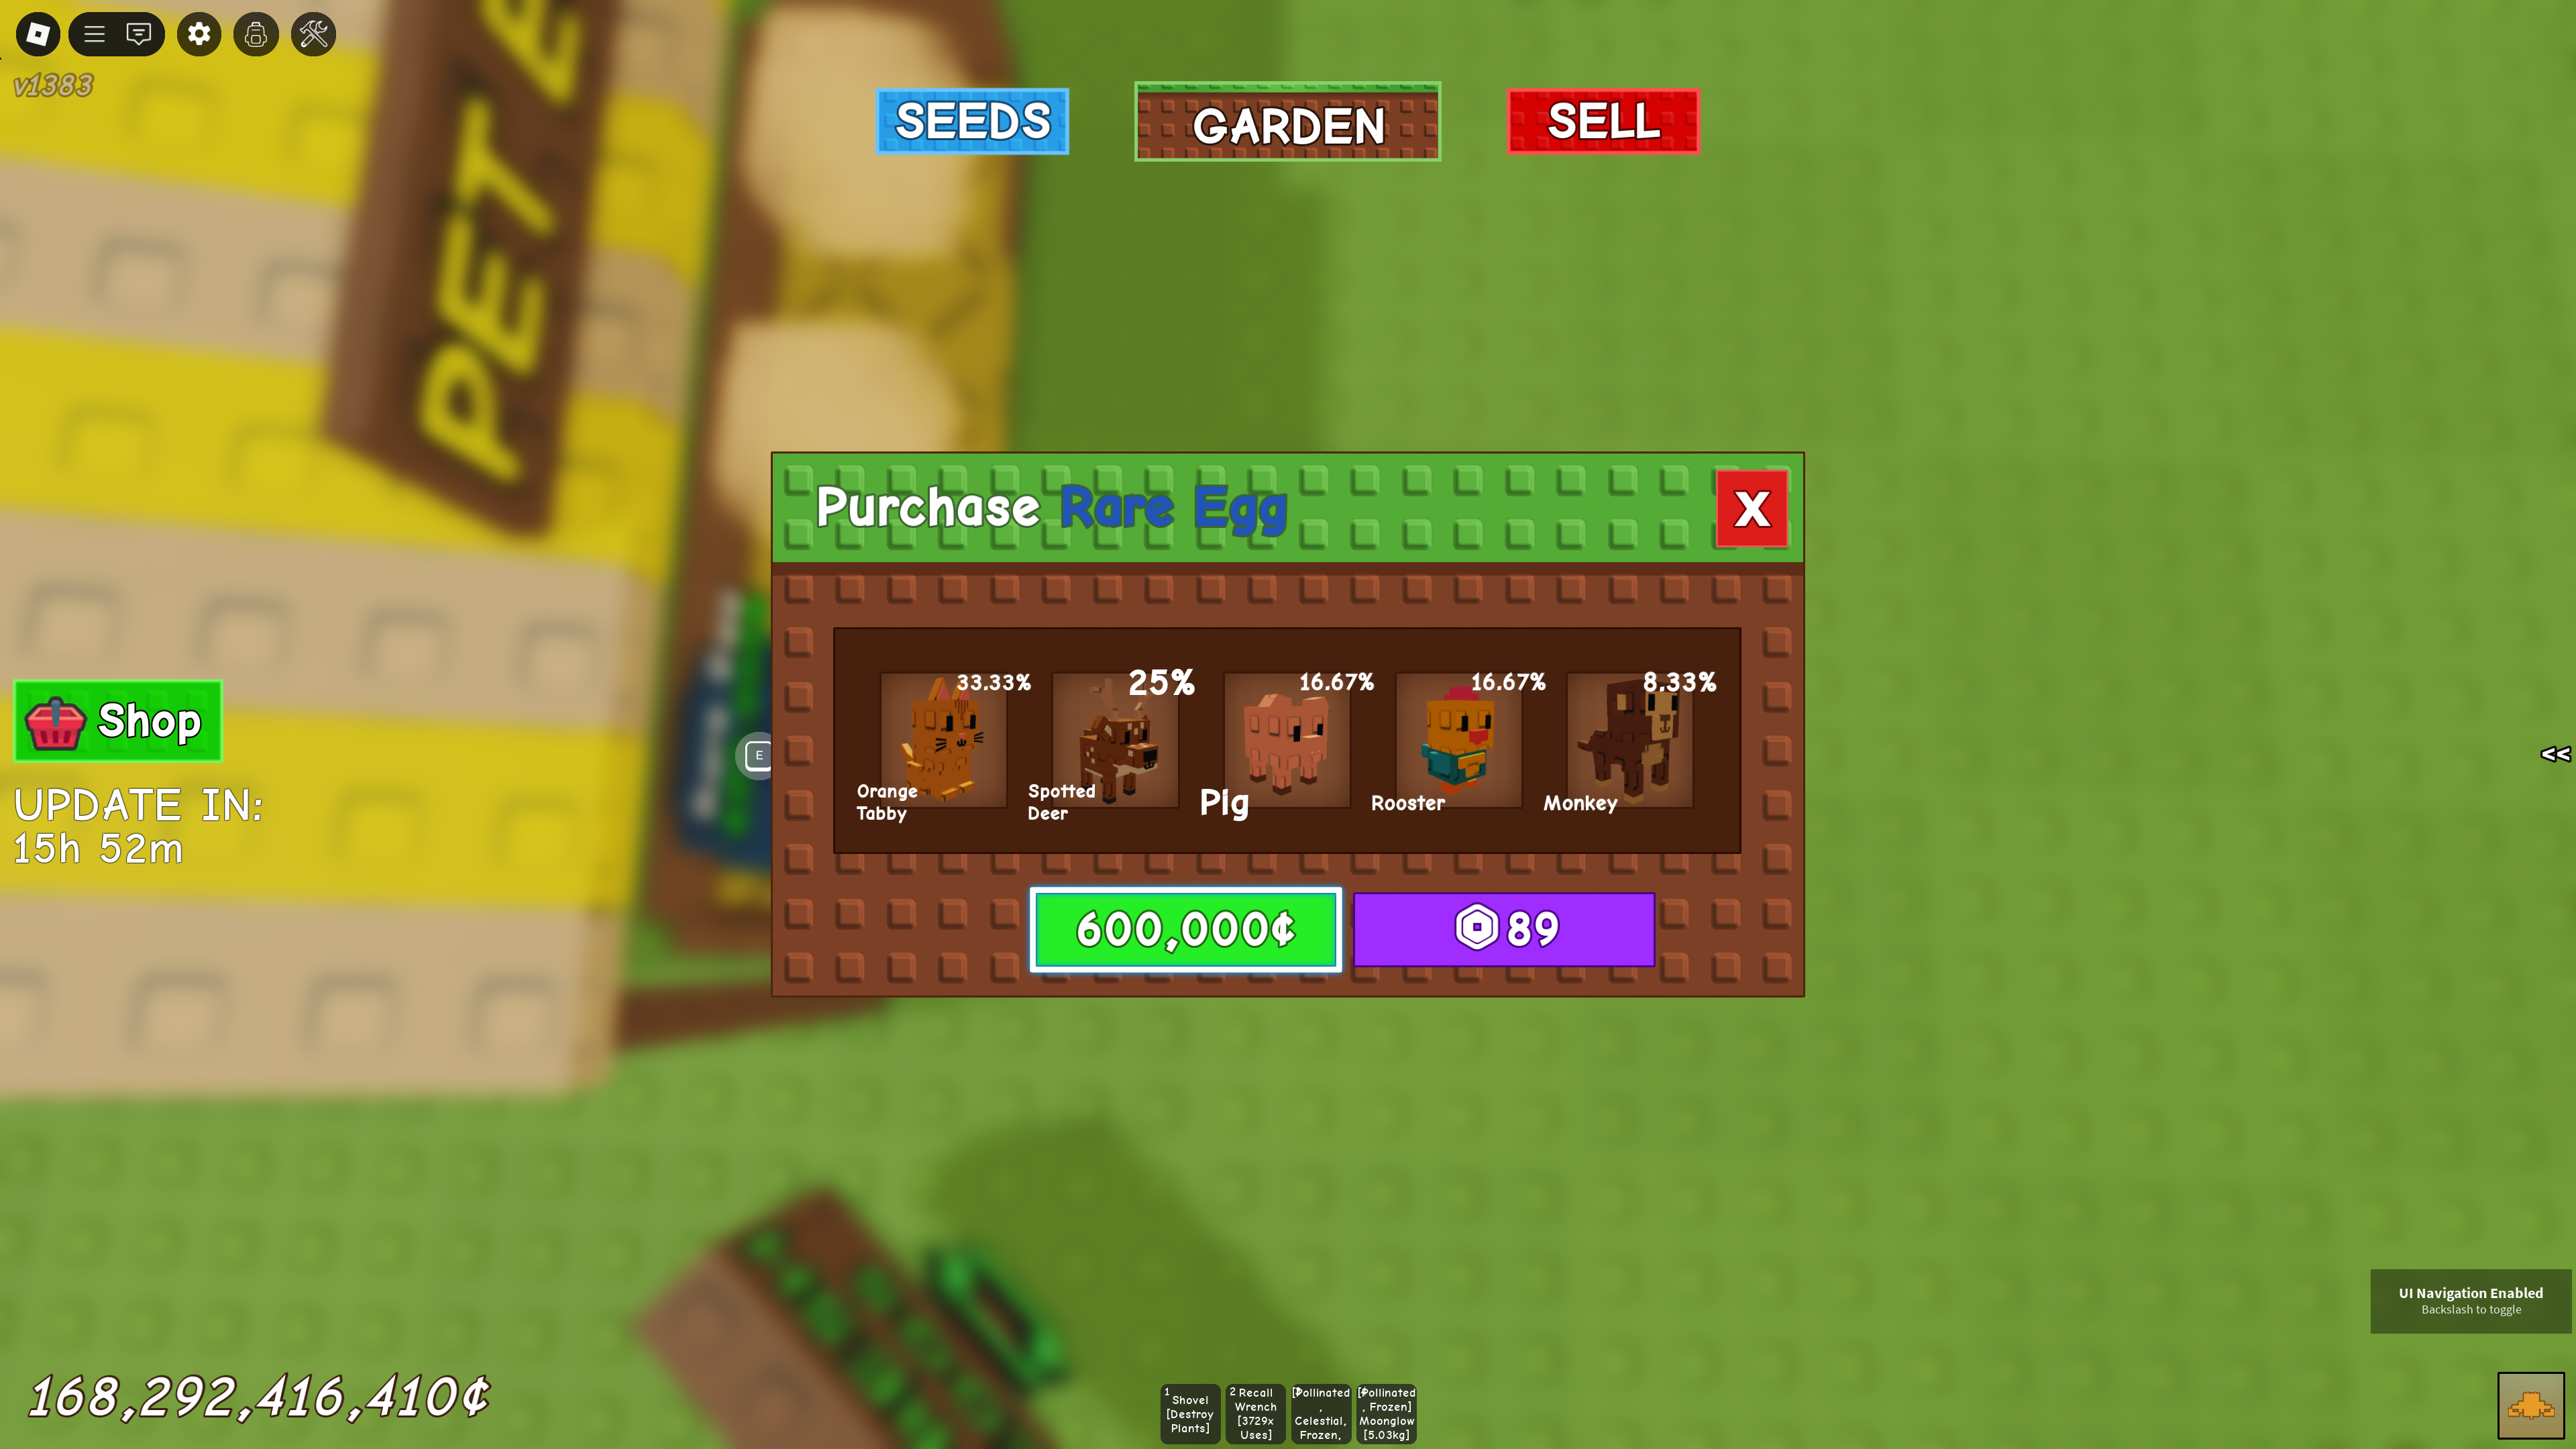 v1383
SEEDS
GARDEN
SELL
PET
Purchase Rare Egg
X
33.33%
25%
16.67%
16.67%
8.33%
Orange
Tabby
Spotted
Deer
Pig
Rooster
Monkey
E
600,000¢
89
Shop
UPDATE IN:
15h 52m
<<
UI Navigation Enabled
Backslash to toggle
168,292,416,410¢
1
Shovel
[Destroy
Plants]
2 Recall
Wrench
[3729x
Uses]
[Pollinated
,
Celestial,
Frozen,
[Pollinated
, Frozen]
Moonglow
[5.03kg]